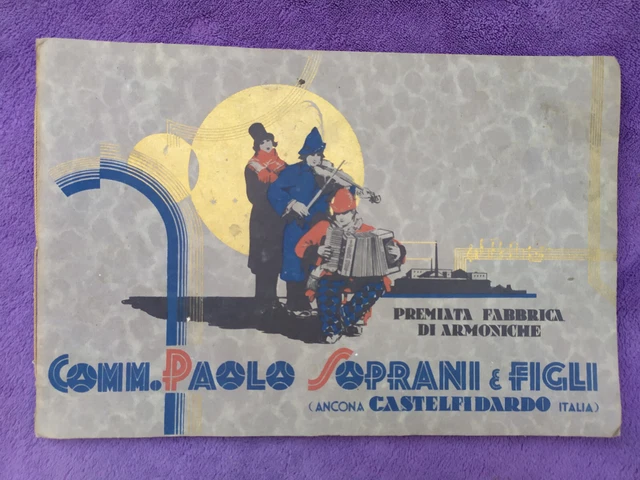 PREMIATA FABBRICA
DI ARMONICHE
COMM. PAOLO SOPRANI & FIGLI
(ANCONA CASTELFIDARDO ITALIA)